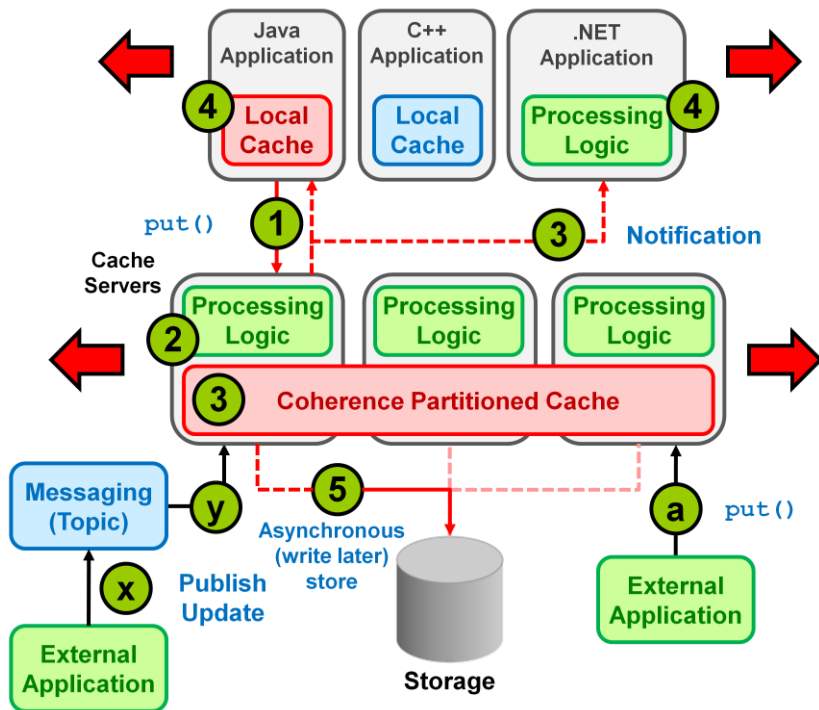 Java
Application
C++
Application
.NET
Application
4
Local
Cache
Local
Cache
Processing
Logic
4
put()
1
3
Notification
Cache
Servers
Processing
Logic
Processing
Logic
Processing
Logic
2
3
Coherence Partitioned Cache
Messaging
(Topic)
y
5
a
put()
Asynchronous
(write later)
store
x
Publish
Update
External
Application
External
Application
Storage